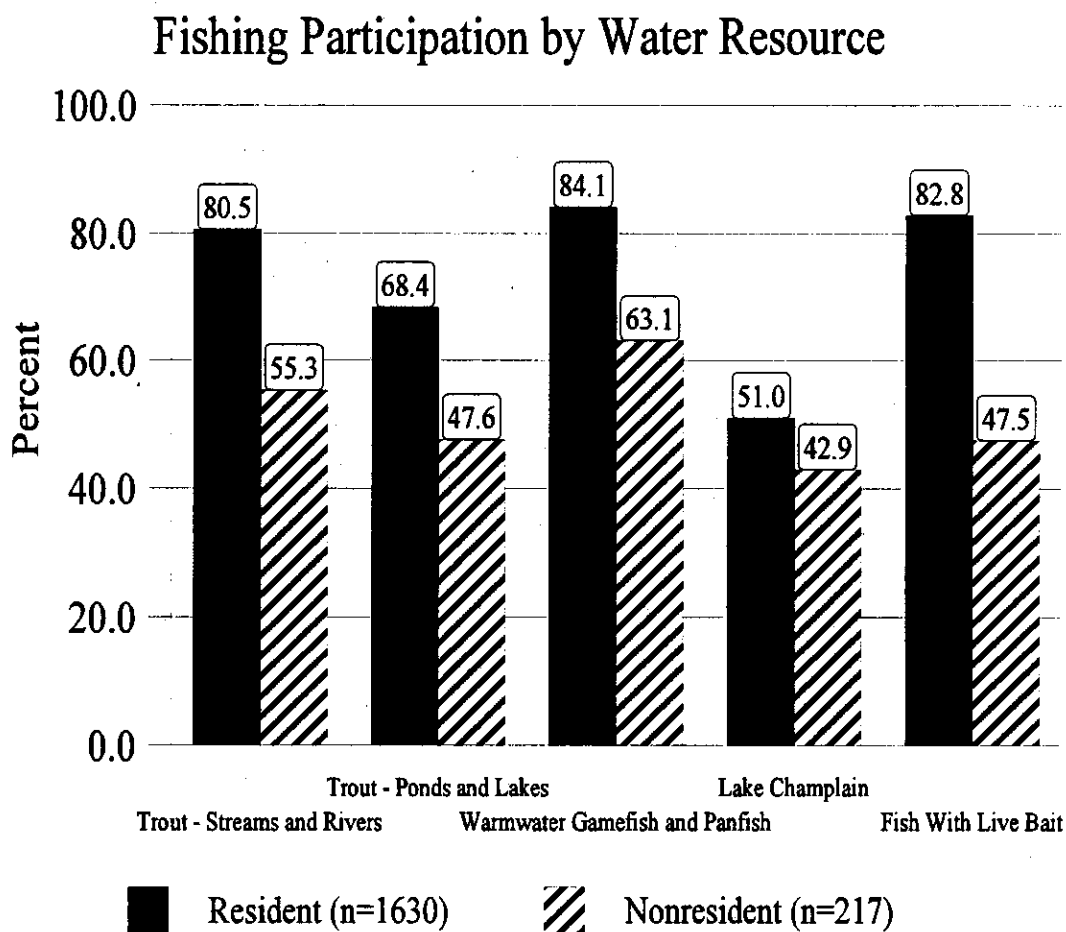 Fishing Participation by Water Resource
100.0
80.0
60.0
40.0
20.0
0.0
Percent
80.5
55.3
68.4
47.6
84.1
63.1
51.0
42.9
82.8
47.5
Trout - Ponds and Lakes
Lake Champlain
Trout - Streams and Rivers
Warmwater Gamefish and Panfish
Fish With Live Bait
Resident (n=1630)
Nonresident (n=217)